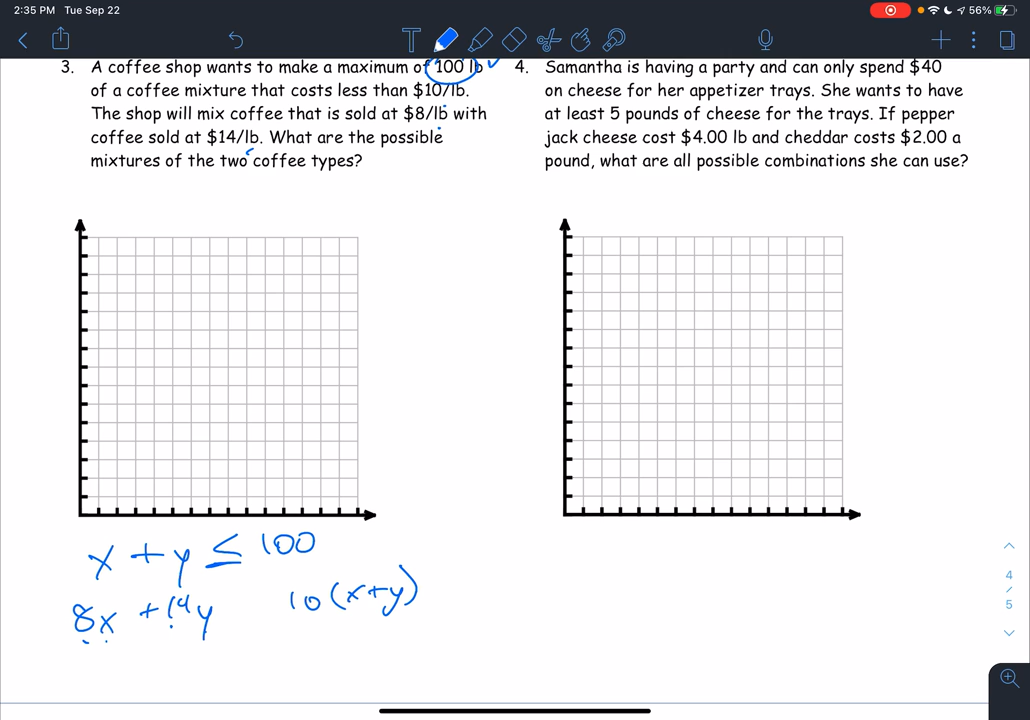 2:35 PM Tue Sep 22
56%
T
3. A coffee shop wants to make a maximum of 100 lb
of a coffee mixture that costs less than $10/lb.
The shop will mix coffee that is sold at $8/lb with
coffee sold at $14/lb. What are the possible
mixtures of the two coffee types?
4. Samantha is having a party and can only spend $40
on cheese for her appetizer trays. She wants to have
at least 5 pounds of cheese for the trays. If pepper
jack cheese cost $4.00 lb and cheddar costs $2.00 a
pound, what are all possible combinations she can use?
x + y ≤ 100
8x + 14y 10(x+y)
4
/
5